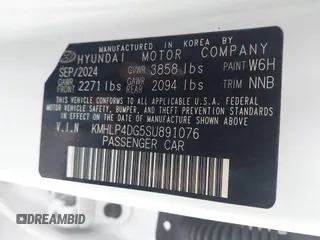 MANUFACTURED IN KOREA BY
HYUNDAI MOTOR COMPANY
SEP/2024 GVWR 3858 lbs PAINT W6H
GAWR FRONT 2271 lbs GAWR REAR 2094 lbs TRIM NNB
THIS VEHICLE CONFORMS TO ALL APPLICABLE FEDERAL MOTOR
VEHICLE SAFETY, BUMPER, AND THEFT PREVENTION STANDARDS
IN EFFECT ON THE DATE OF MANUFACTURE SHOWN ABOVE.
V.I.N KMHLP4DG5SU891076
PASSENGER CAR
DREAMBID